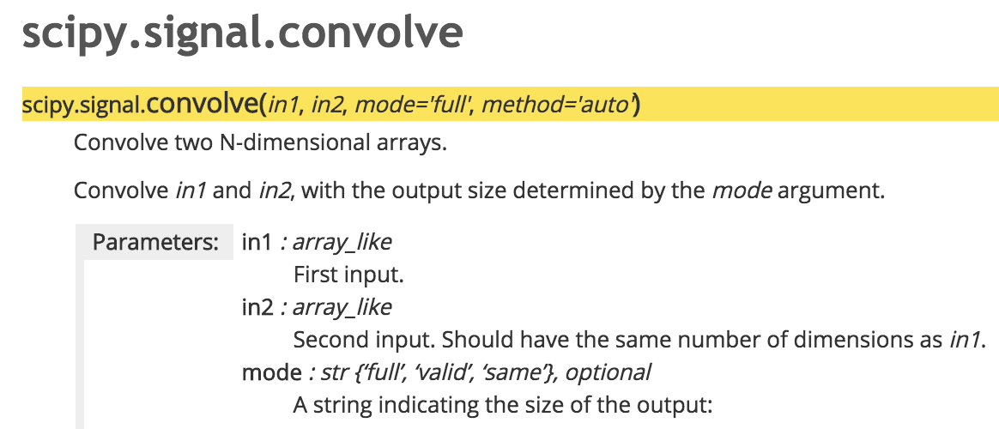 scipy.signal.convolve
scipy.signal.convolve(in1, in2, mode='full', method='auto')
Convolve two N-dimensional arrays.
Convolve in1 and in2, with the output size determined by the mode argument.
Parameters: in1 : array_like
First input.
in2 : array_like
Second input. Should have the same number of dimensions as in1.
mode : str {‘full’, ‘valid’, ‘same’}, optional
A string indicating the size of the output: